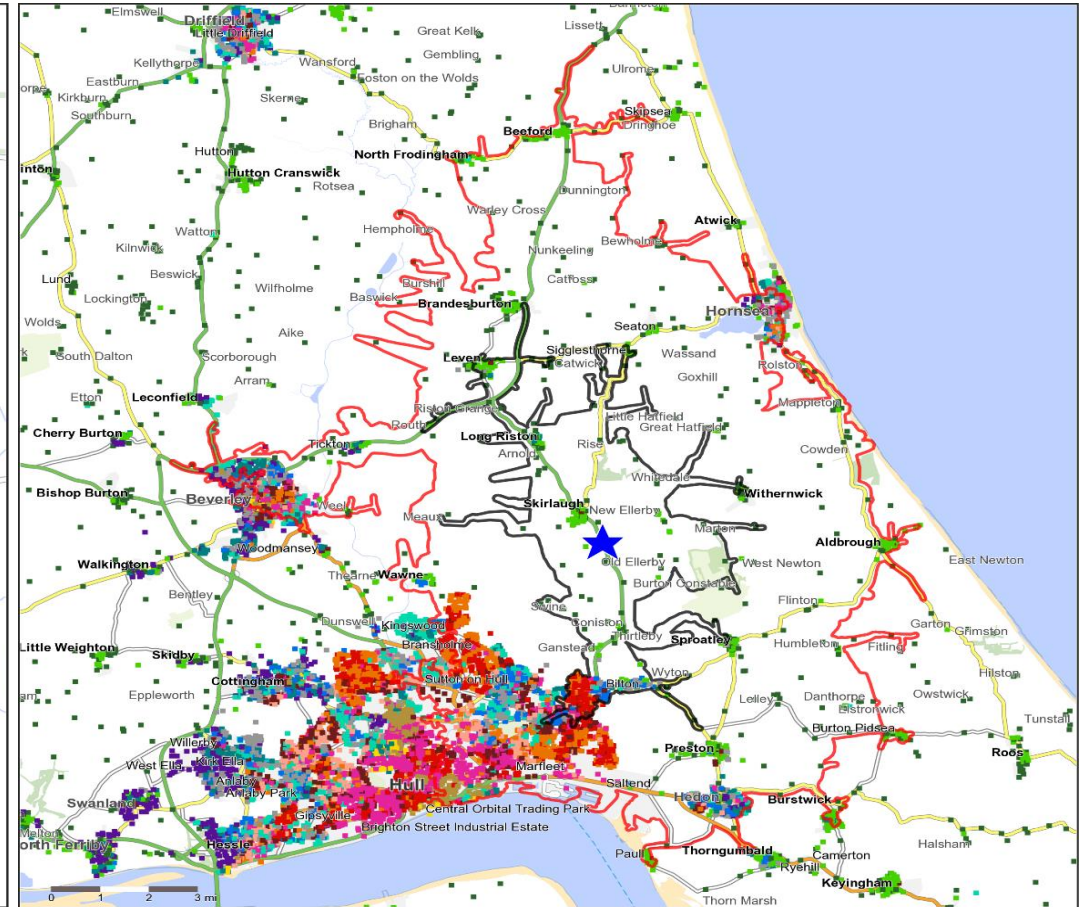 Elmswell
Barmston
Driffield
Little Driffield
Great Kelk
Lissett
Kellythorpe
Wansford
Gembling
Ulrome
Eastburn
Foston on the Wolds
Kirkburn
Skerne
Skipsea
Southburn
Brigham
Beeford
Dringhoe
Hutton
North Frodingham
Hutton Cranswick
Rotsea
Dunnington
Warley Cross
Atwick
Watton
Hempholme
Bewholme
Kilnwick
Nunkeeling
Beswick
Burshill
Catfoss
Lund
Wilfholme
Baswick
Lockington
Brandesburton
Hornsea
Wolds
Aike
Seaton
South Dalton
Scorborough
Leven
Sigglesthorne
Wassand
Catwick
Rolston
Arram
Goxhill
Etton
Leconfield
Riston Grange
Mappleton
Little Hatfield
Cherry Burton
Routh
Great Hatfield
Tickton
Long Riston
Rise
Cowden
Arnold
Bishop Burton
Beverley
Weel
Whitedale
Withernwick
Skirlaugh
New Ellerby
Meaux
Marton
Aldbrough
Woodmansey
East Newton
Walkington
Old Ellerby
West Newton
Thearne
Wawne
Burton Constable
Bentley
Flinton
Swine
Dunswell
Kingswood
Coniston
Garton
Thirtleby
Grimston
Little Weighton
Skidby
Bransholme
Ganstead
Sproatley
Humbleton
Fitling
Cottingham
Sutton on Hull
Bilton
Wyton
Hilston
Eppleworth
Lelley
Danthorpe
Owstwick
Elstronwick
Tunstall
Willerby
Burton Pidsea
West Ella
Kirk Ella
Preston
Roos
Anlaby
Marfleet
Anlaby Park
Hull
Saltend
Swanland
Hedon
Burstwick
Gipsyville
Central Orbital Trading Park
Melton
Brighton Street Industrial Estate
orth Ferriby
Hessle
Halsham
Paull
Thorngumbald
Camerton
Ryehill
Keyingham
0 1 2 3 mi
Thorn Marsh